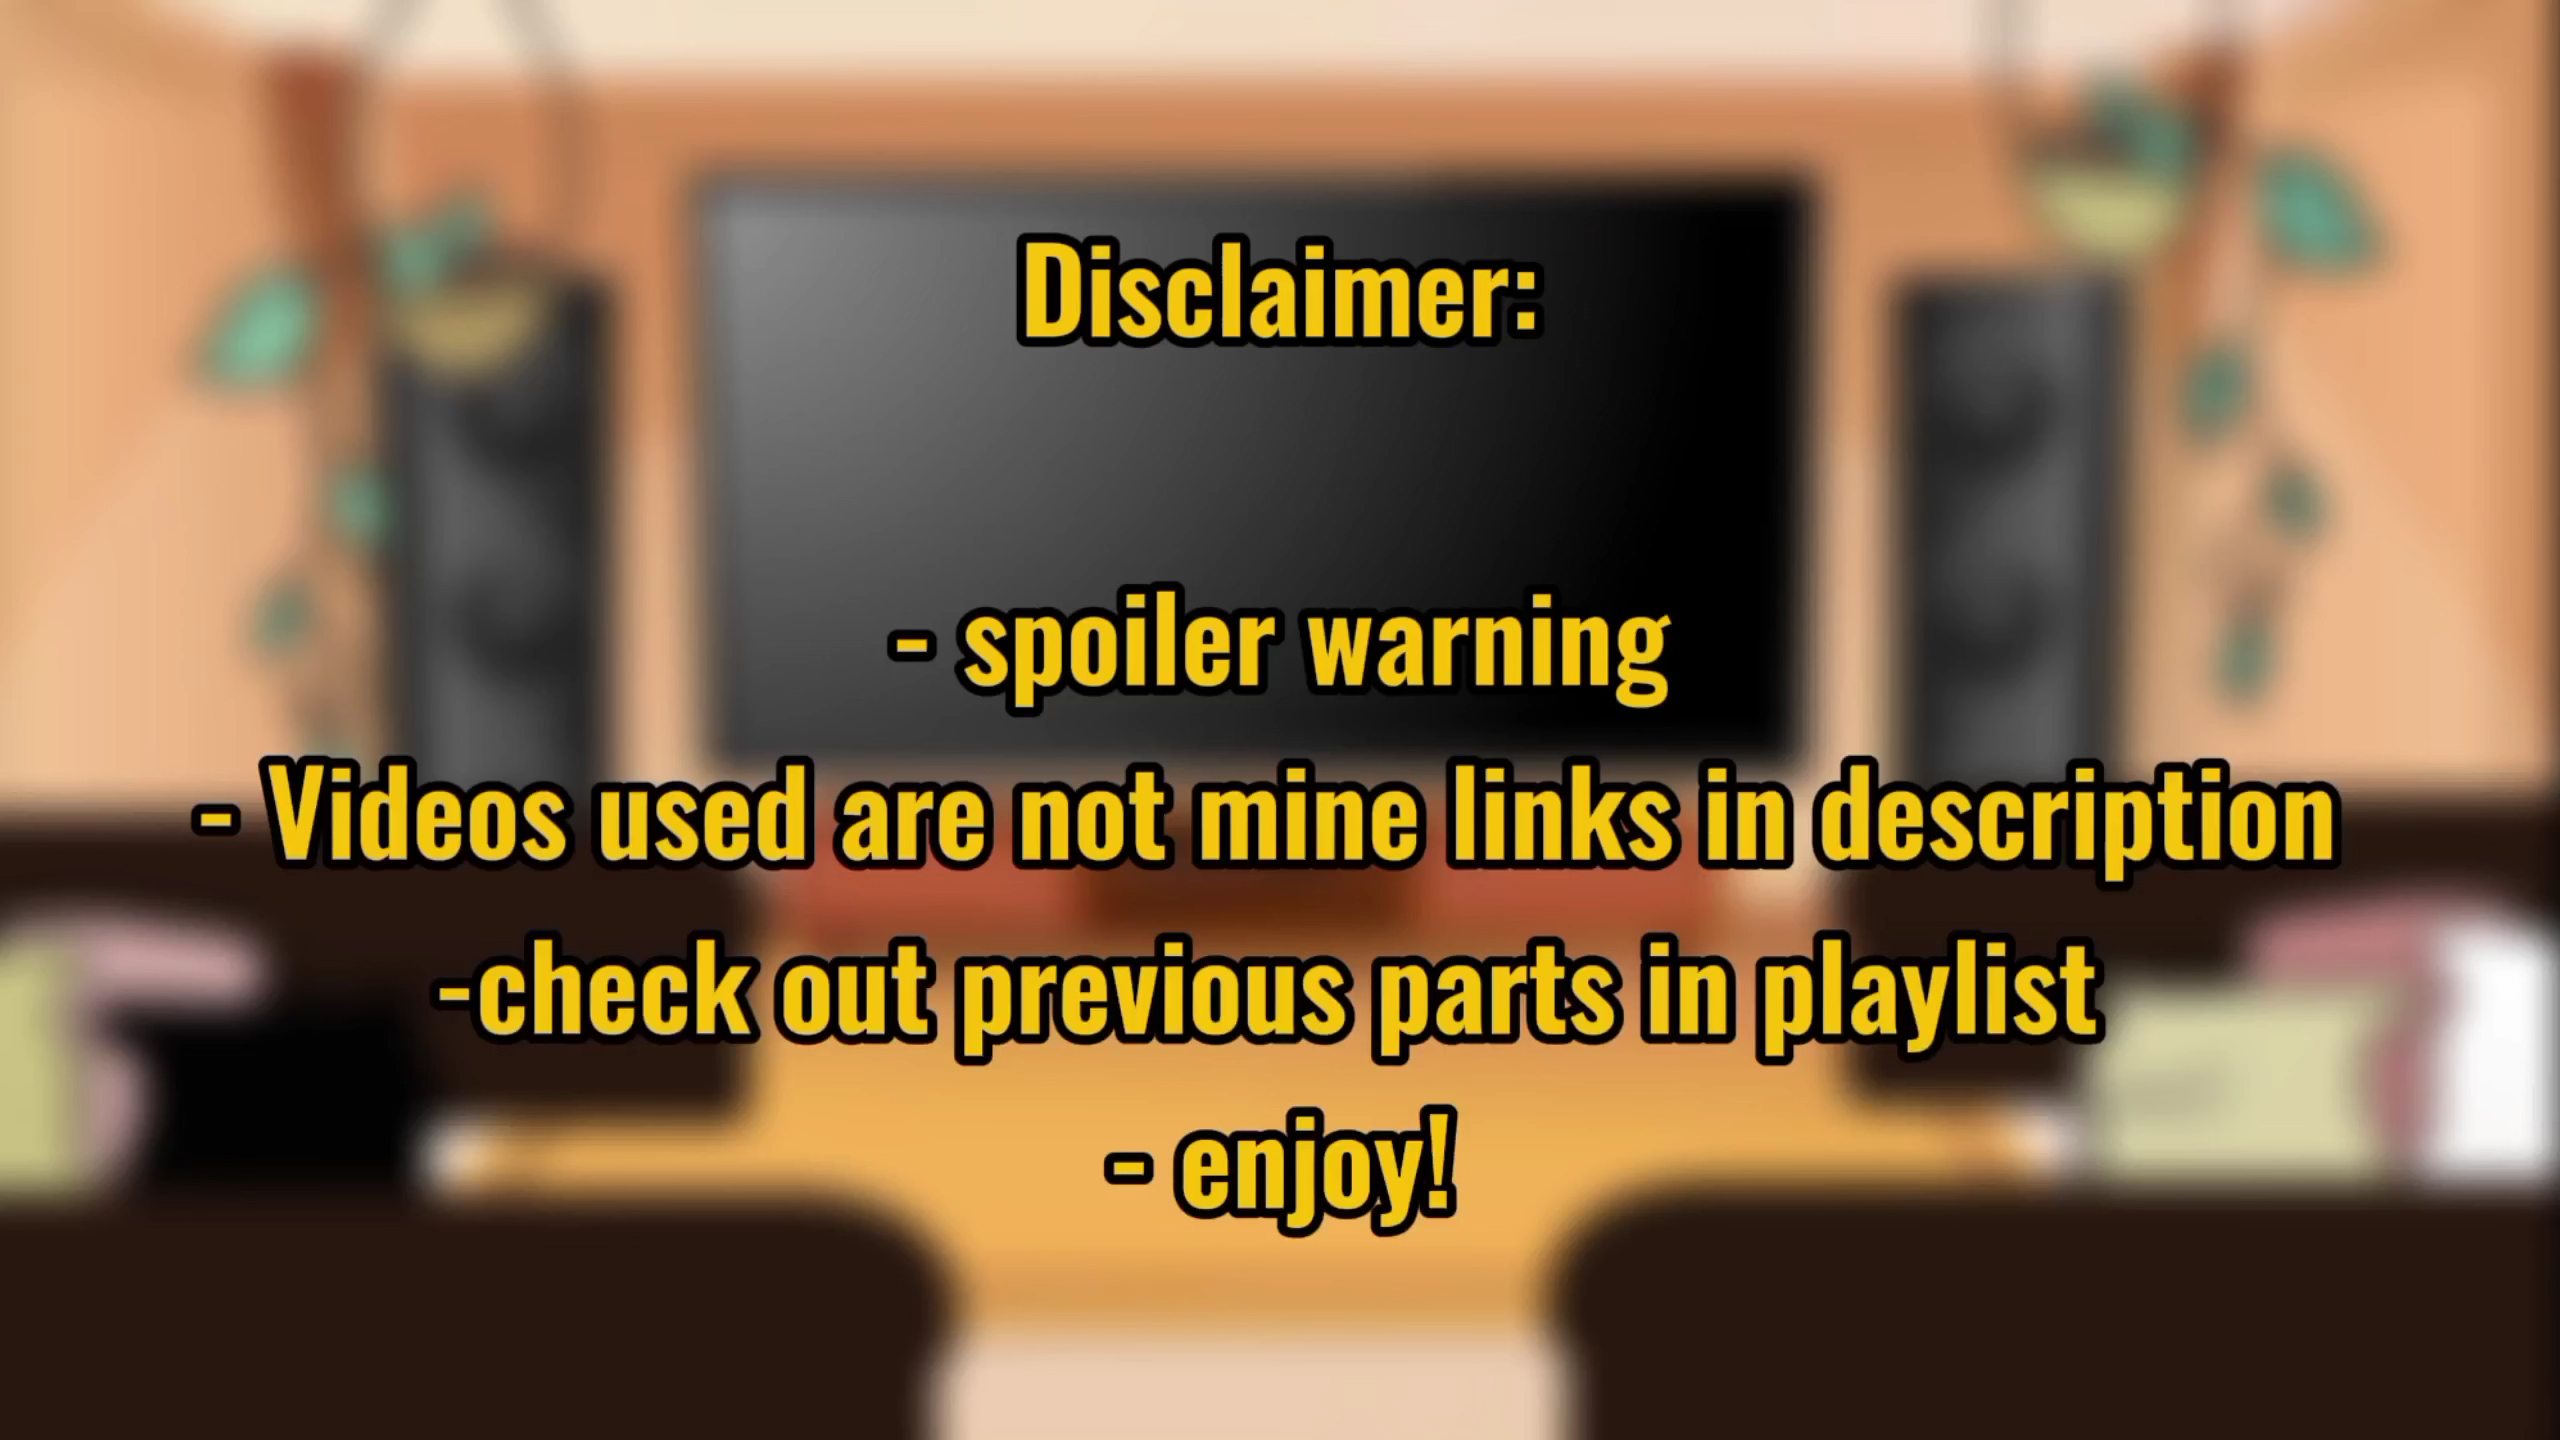 Disclaimer:
- spoiler warning
- Videos used are not mine links in description
-check out previous parts in playlist
- enjoy!